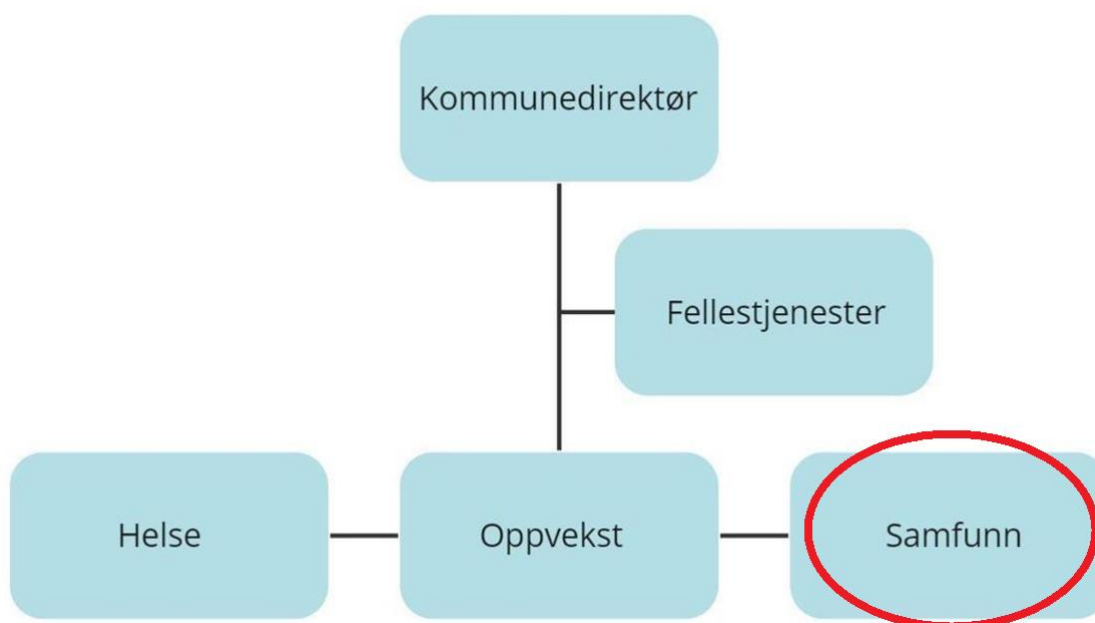 Kommunedirektør
Fellestjenester
Helse
Oppvekst
Samfunn